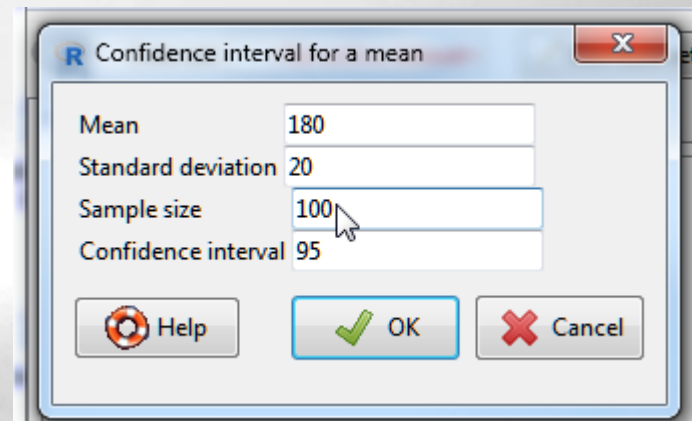 R Confidence interval for a mean
Mean 180
Standard deviation 20
Sample size 100
Confidence interval 95
Help OK Cancel